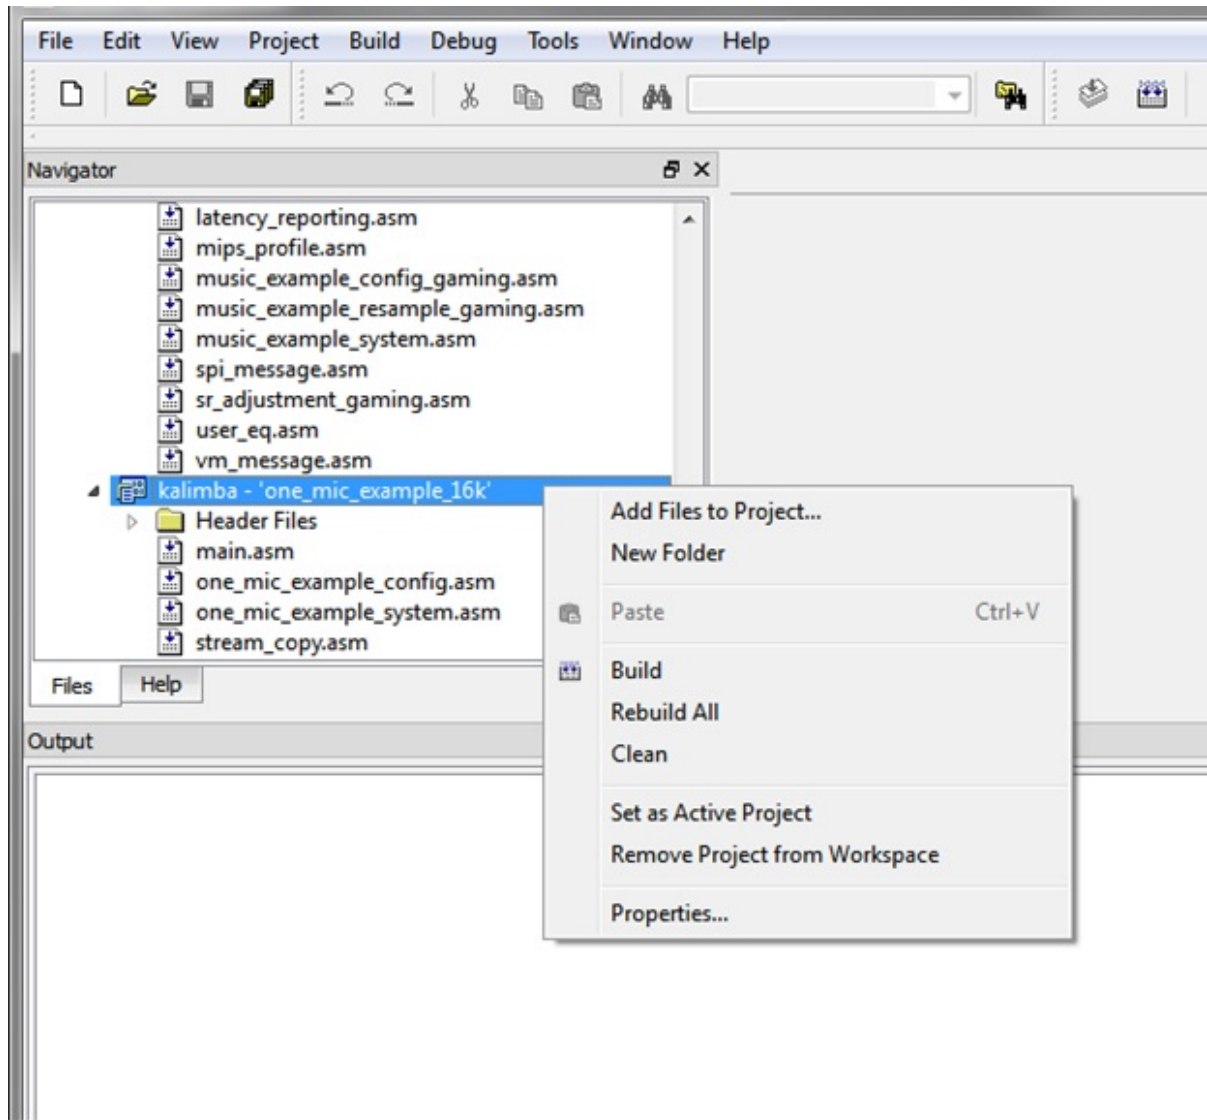 File Edit View Project Build Debug Tools Window Help
Navigator
latency_reporting.asm
mips_profile.asm
music_example_config_gaming.asm
music_example_resample_gaming.asm
music_example_system.asm
spi_message.asm
sr_adjustment_gaming.asm
user_eq.asm
vm_message.asm
kalimba - 'one_mic_example_16k'
Header Files
main.asm
one_mic_example_config.asm
one_mic_example_system.asm
stream_copy.asm
Files Help
Output
Add Files to Project...
New Folder
Paste Ctrl+V
Build
Rebuild All
Clean
Set as Active Project
Remove Project from Workspace
Properties...